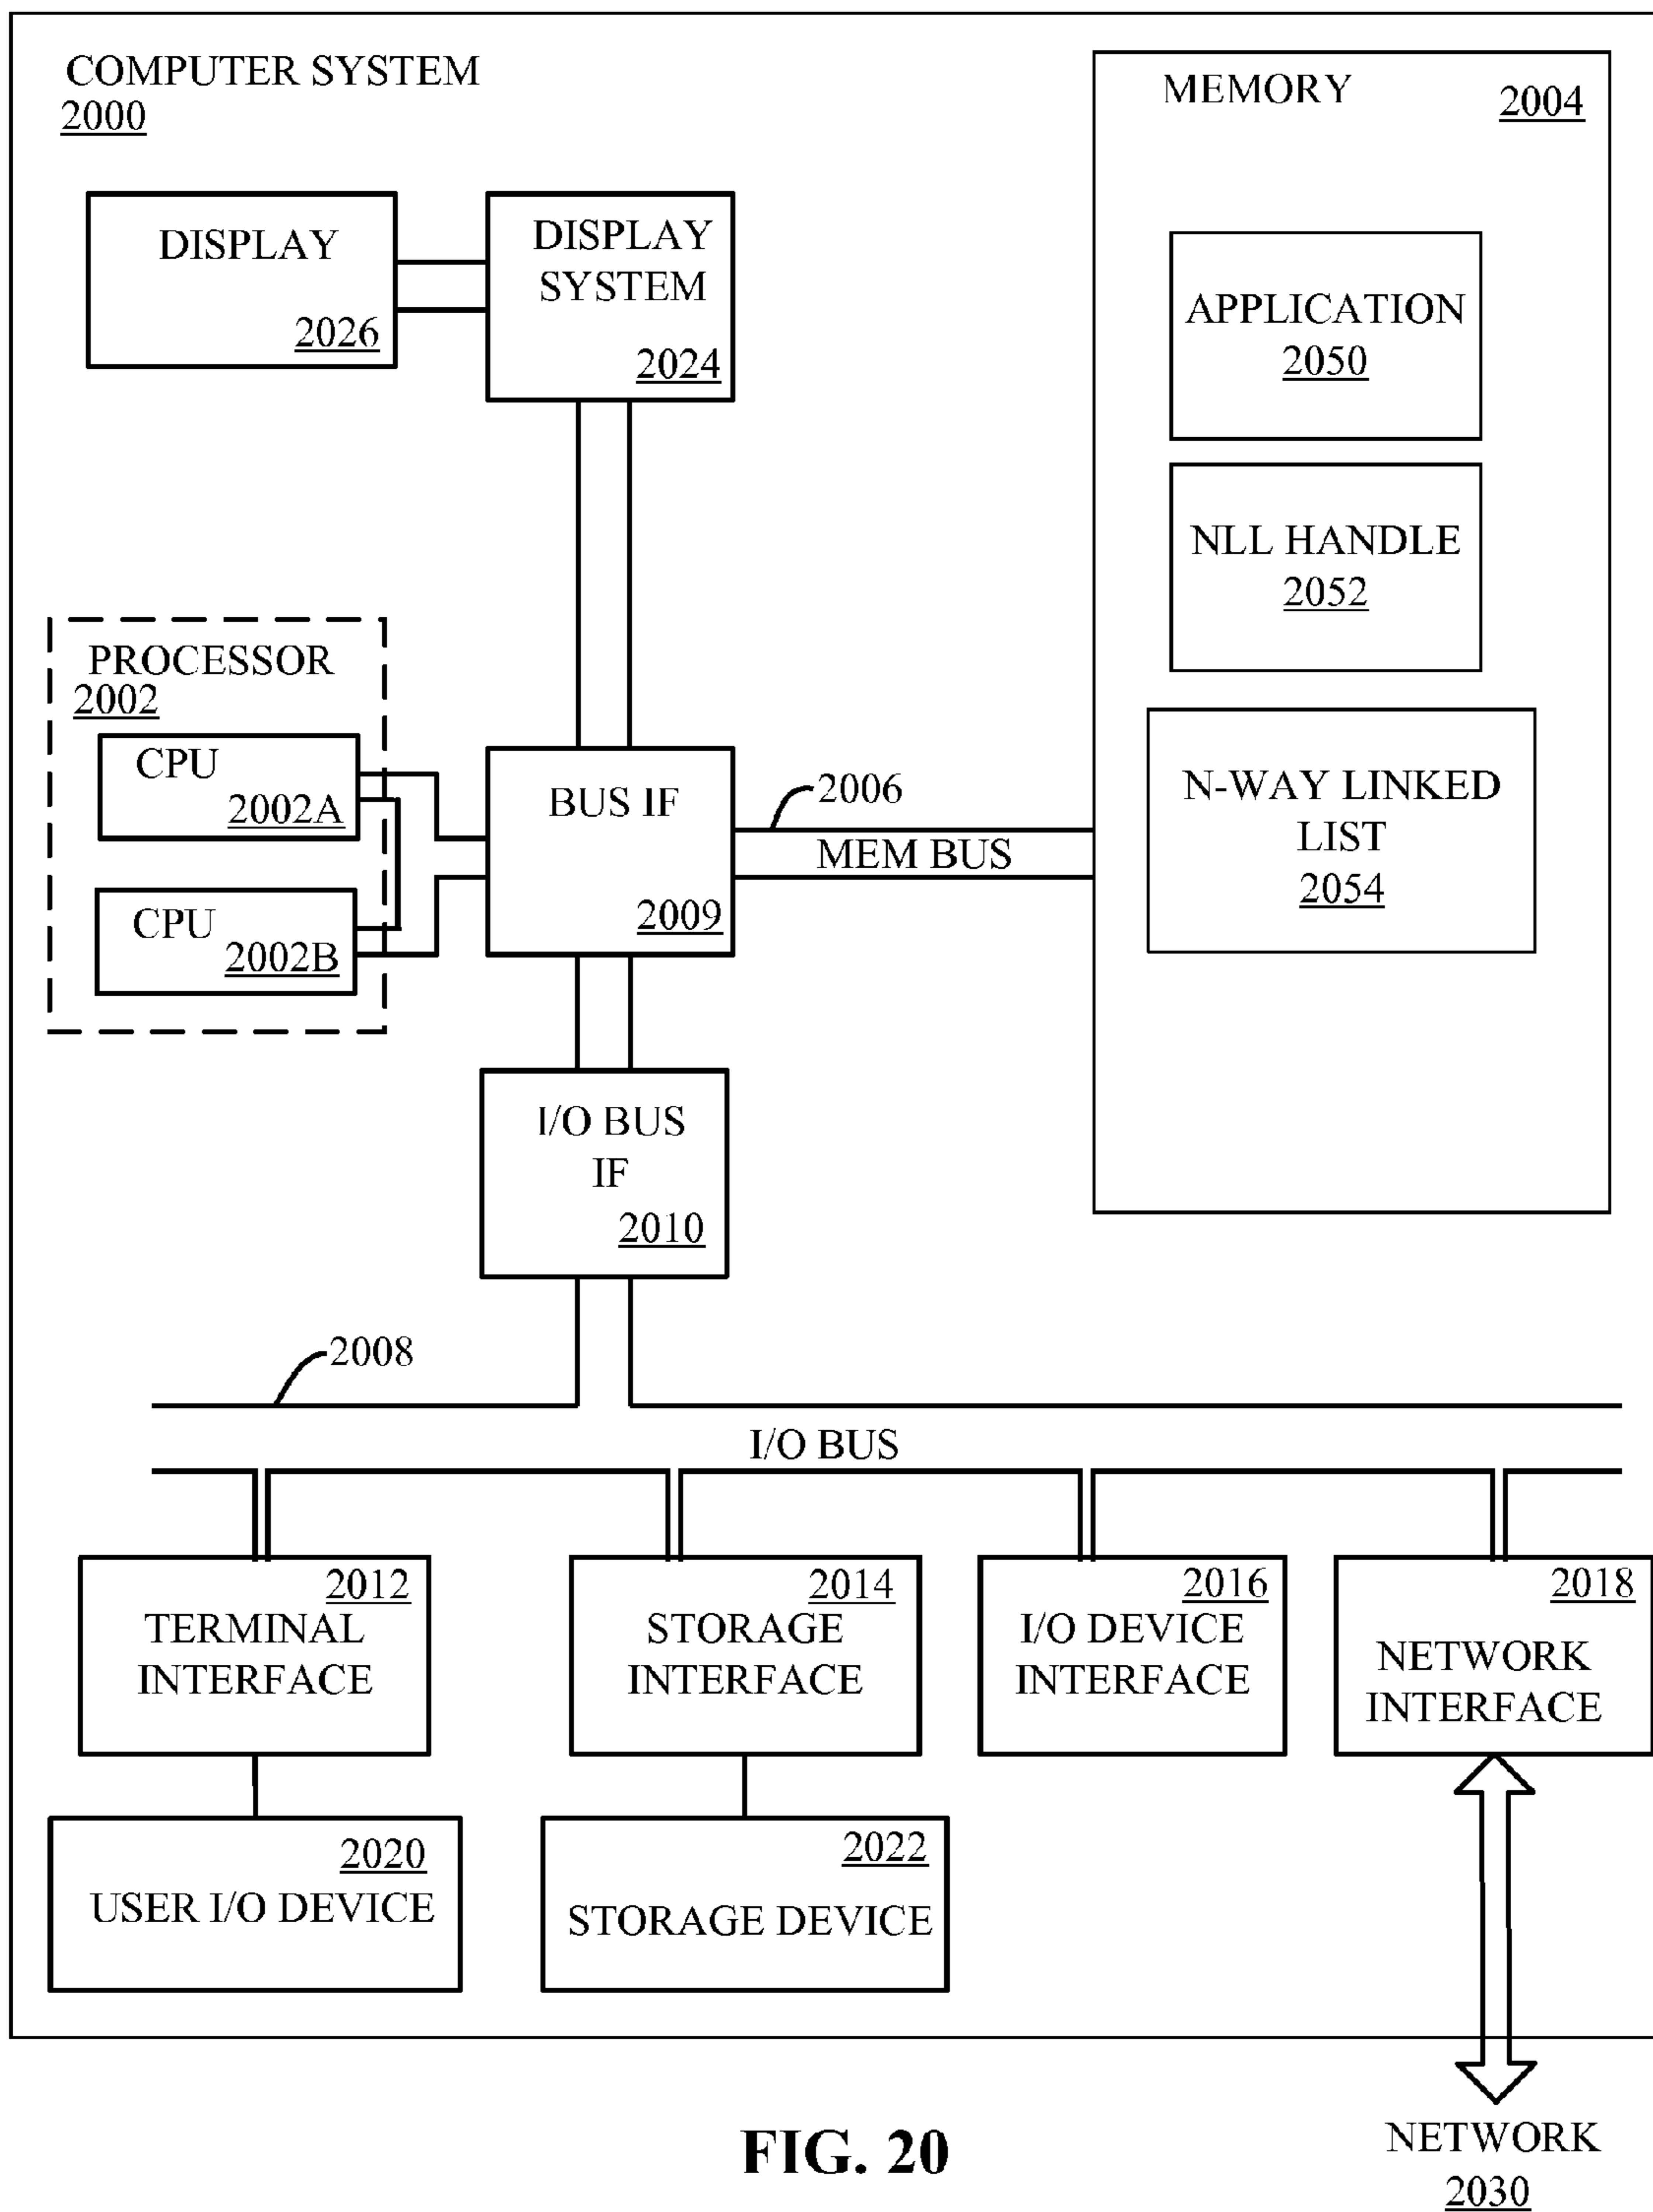 COMPUTER SYSTEM
2000
MEMORY
2004
DISPLAY
2026
DISPLAY
SYSTEM
2024
APPLICATION
2050
NLL HANDLE
2052
N-WAY LINKED
LIST
2054
PROCESSOR
2002
CPU
2002A
CPU
2002B
BUS IF
2009
2006
MEM BUS
I/O BUS
IF
2010
2008
I/O BUS
2012
TERMINAL
INTERFACE
2014
STORAGE
INTERFACE
2016
I/O DEVICE
INTERFACE
2018
NETWORK
INTERFACE
2020
USER I/O DEVICE
2022
STORAGE DEVICE
NETWORK
2030
FIG. 20